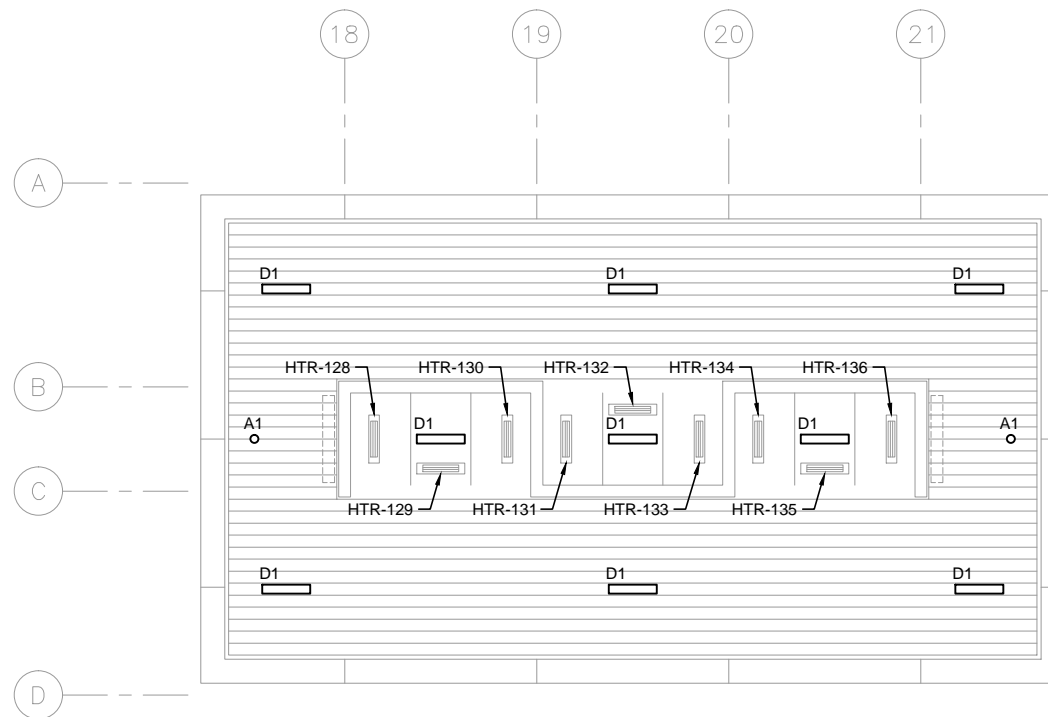 18 19 20 21
A
D1 D1 D1
B
HTR-128 HTR-130 HTR-132 HTR-134 HTR-136
A1 D1 D1 D1 A1
C
HTR-129 HTR-131 HTR-133 HTR-135
D1 D1 D1
D